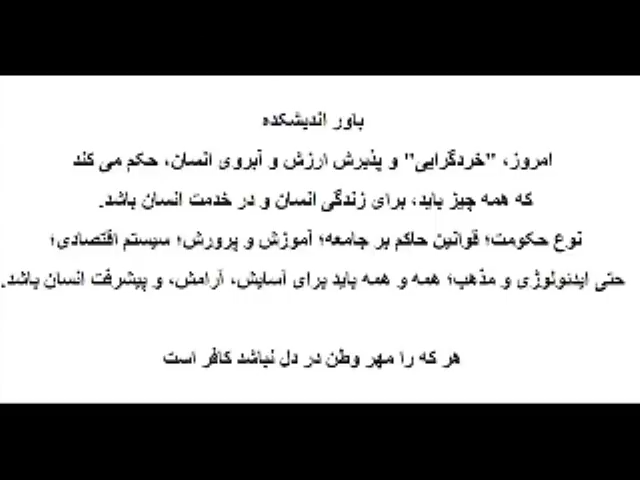 باور اندیشکده
امروز، "خردگرایی" و پذیرش ارزش و آبروی انسان، حکم می کند
که همه چیز باید، برای زندگی انسان و در خدمت انسان باشد.
نوع حکومت؛ قوانین حاکم بر جامعه؛ آموزش و پرورش؛ سیستم اقتصادی؛
حتی ایدئولوژی و مذهب؛ همه و همه باید برای آسایش، آرامش، و پیشرفت انسان باشد.
هر که را مهر وطن در دل نباشد کافر است